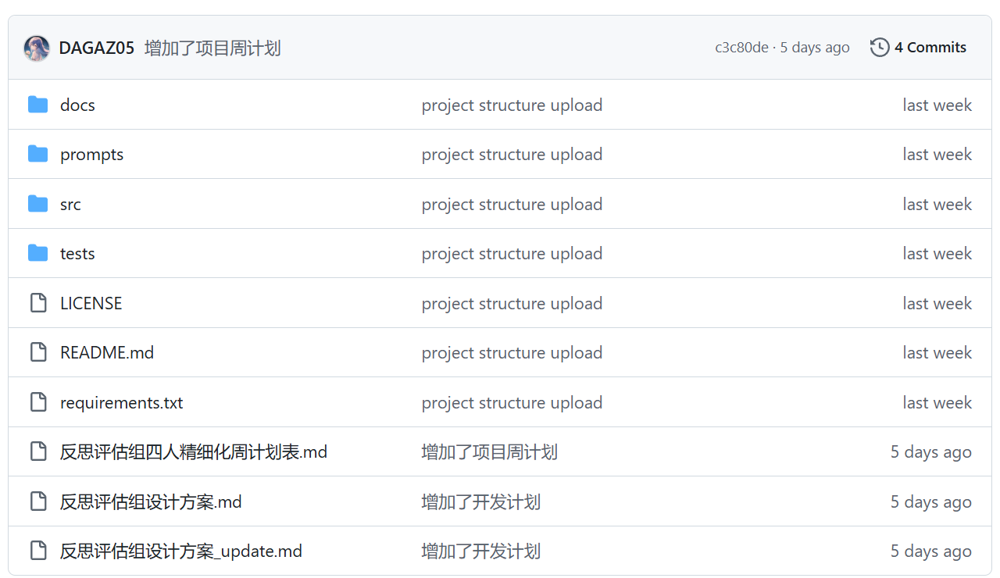 DAGAZ05 增加了项目周计划 c3c80de · 5 days ago 4 Commits
docs project structure upload last week
prompts project structure upload last week
src project structure upload last week
tests project structure upload last week
LICENSE project structure upload last week
README.md project structure upload last week
requirements.txt project structure upload last week
反思评估组四人精细化周计划表.md 增加了项目周计划 5 days ago
反思评估组设计方案.md 增加了开发计划 5 days ago
反思评估组设计方案_update.md 增加了开发计划 5 days ago